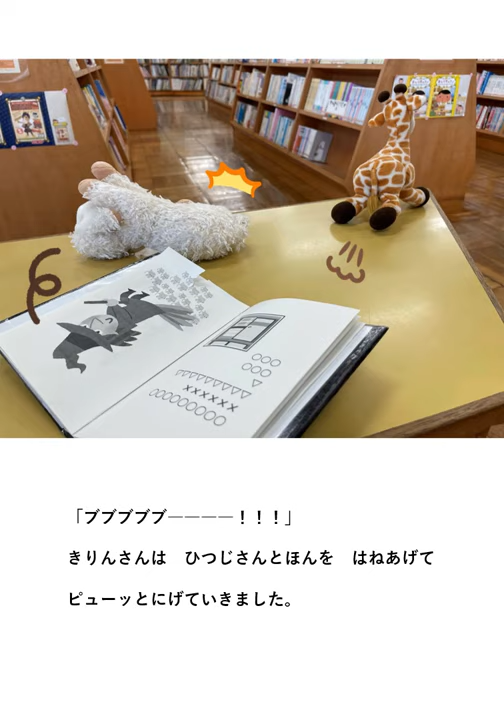 「ブブブブブ――――！！！」
きりんさんは　ひつじさんとほんを　はねあげて
ピューッとにげていきました。